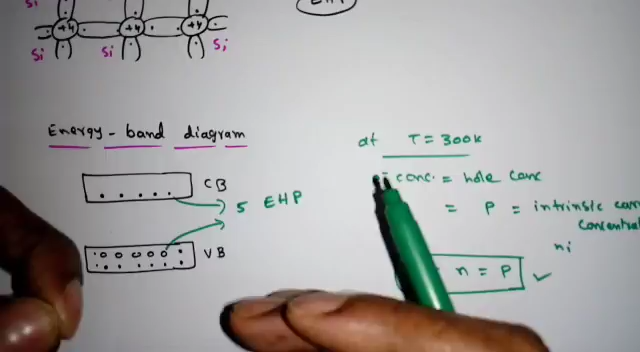 Si
EHP
+4 +4 +4
Si Si Si
Energy-band diagram
CB
5 EHP
VB
at T = 300k
conc. = hole conc
= P = intrinsic
ni
n = P ✓